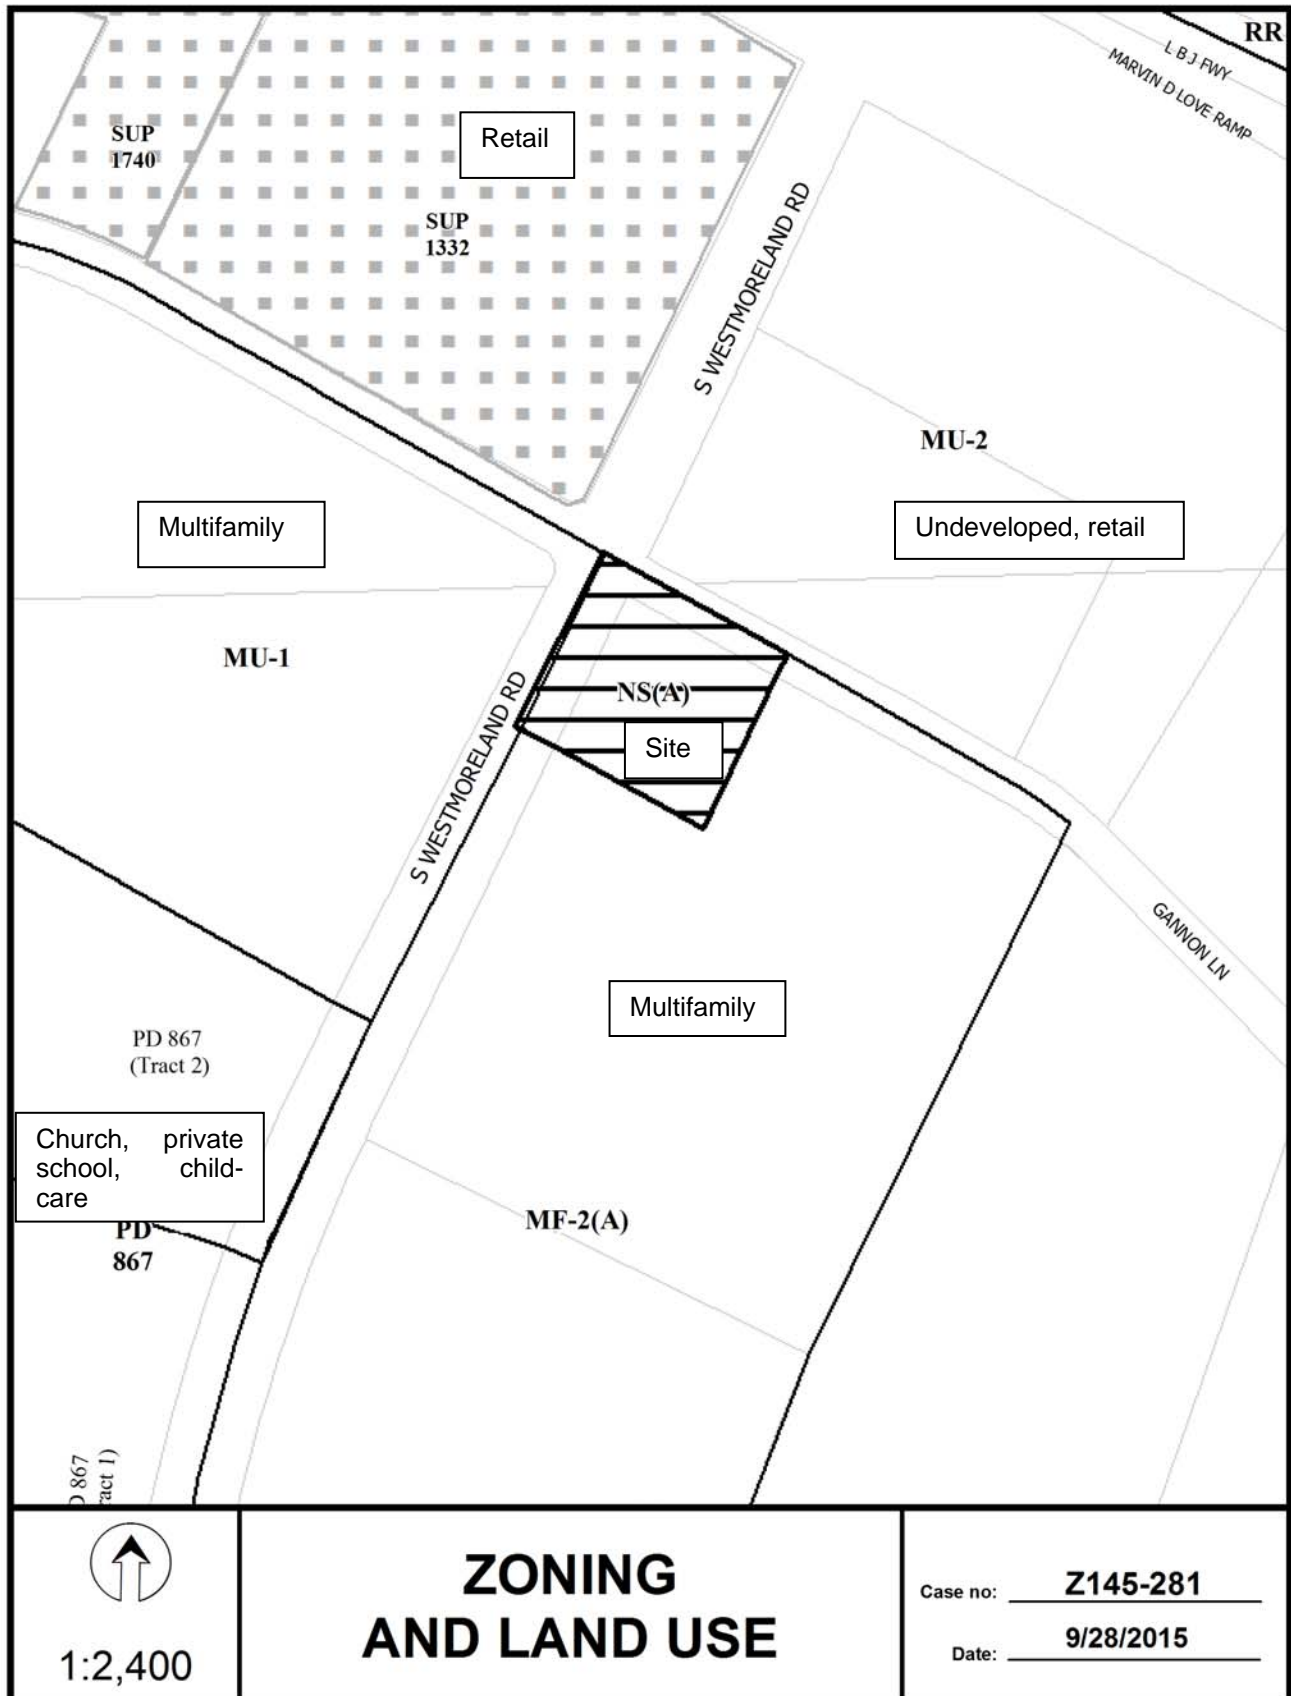 RR
L B J FWY
MARVIN D LOVE RAMP
SUP
1740
Retail
SUP
1332
S WESTMORELAND RD
MU-2
Multifamily
Undeveloped, retail
MU-1
NS(A)
Site
S WESTMORELAND RD
GANNON LN
Multifamily
PD 867
(Tract 2)
Church, private
school, child-
care
PD
867
MF-2(A)
867
1)
1:2,400
ZONING
AND LAND USE
Case no: Z145-281
Date: 9/28/2015